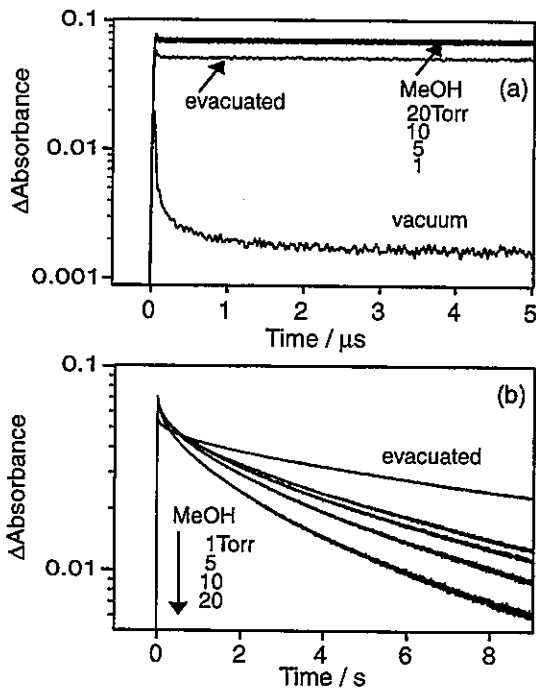 0.1
0.01
0.001
ΔAbsorbance
evacuated
MeOH
20Torr
10
5
1
(a)
vacuum
0 1 2 3 4 5
Time / μs
0.1
0.01
ΔAbsorbance
(b)
evacuated
MeOH
1Torr
5
10
20
0 2 4 6 8
Time / s